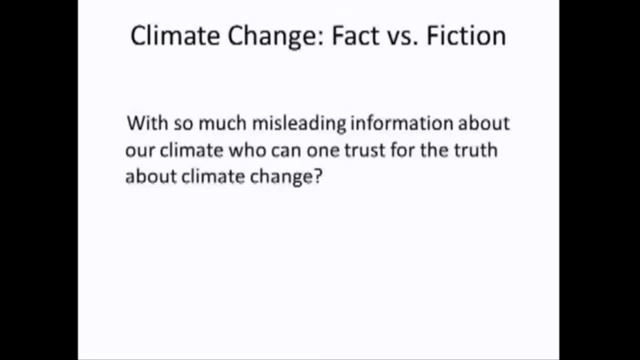 Climate Change: Fact vs. Fiction
With so much misleading information about
our climate who can one trust for the truth
about climate change?